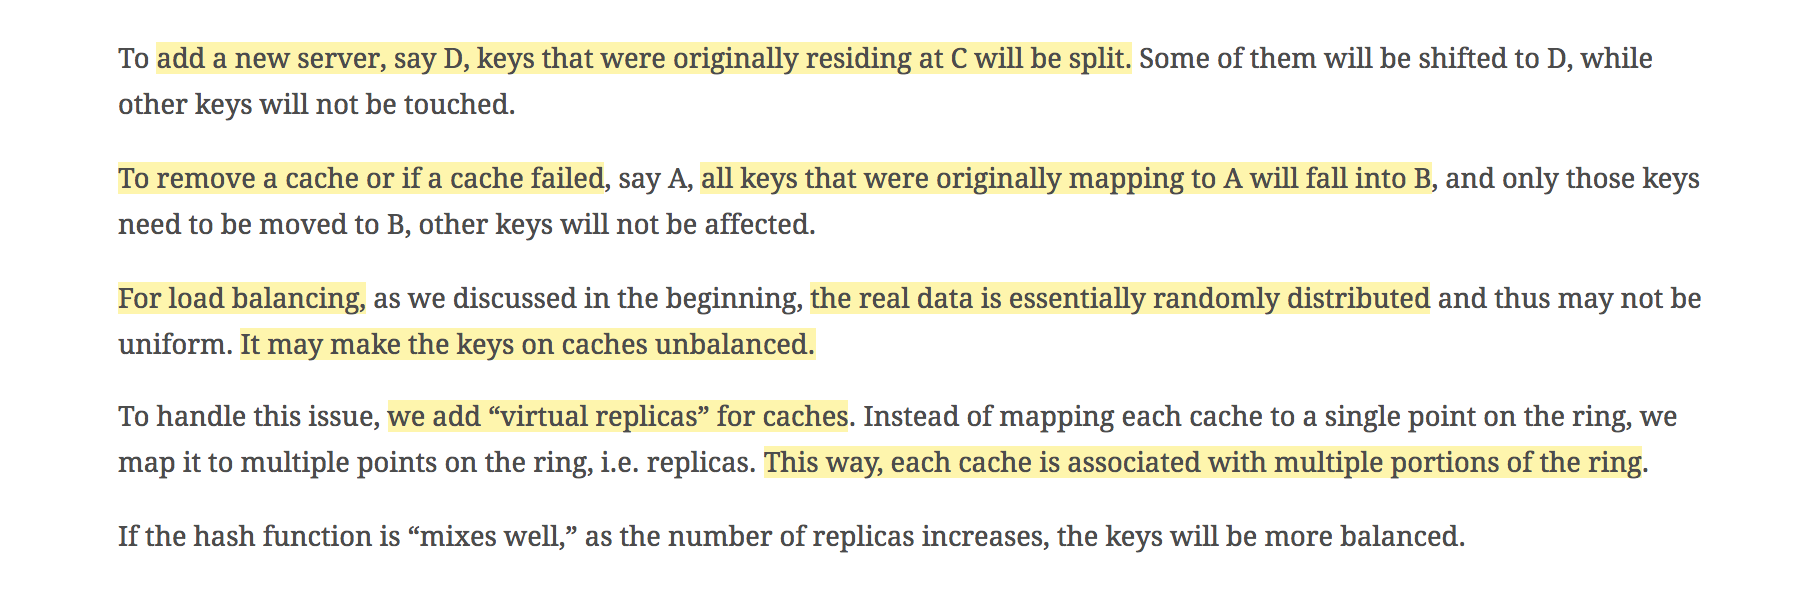 To add a new server, say D, keys that were originally residing at C will be split. Some of them will be shifted to D, while
other keys will not be touched.
To remove a cache or if a cache failed, say A, all keys that were originally mapping to A will fall into B, and only those keys
need to be moved to B, other keys will not be affected.
For load balancing, as we discussed in the beginning, the real data is essentially randomly distributed and thus may not be
uniform. It may make the keys on caches unbalanced.
To handle this issue, we add “virtual replicas” for caches. Instead of mapping each cache to a single point on the ring, we
map it to multiple points on the ring, i.e. replicas. This way, each cache is associated with multiple portions of the ring.
If the hash function is “mixes well,” as the number of replicas increases, the keys will be more balanced.